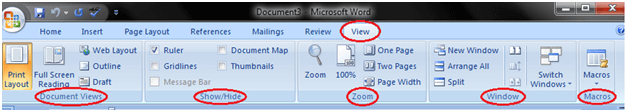 Document3 - Microsoft Word
Home Insert Page Layout References Mailings Review View
Print Layout
Full Screen Reading
Web Layout
Outline
Draft
Document Views
Ruler
Gridlines
Message Bar
Document Map
Thumbnails
Show/Hide
Zoom
100%
One Page
Two Pages
Page Width
Zoom
New Window
Arrange All
Split
Switch Windows
Window
Macros
Macros